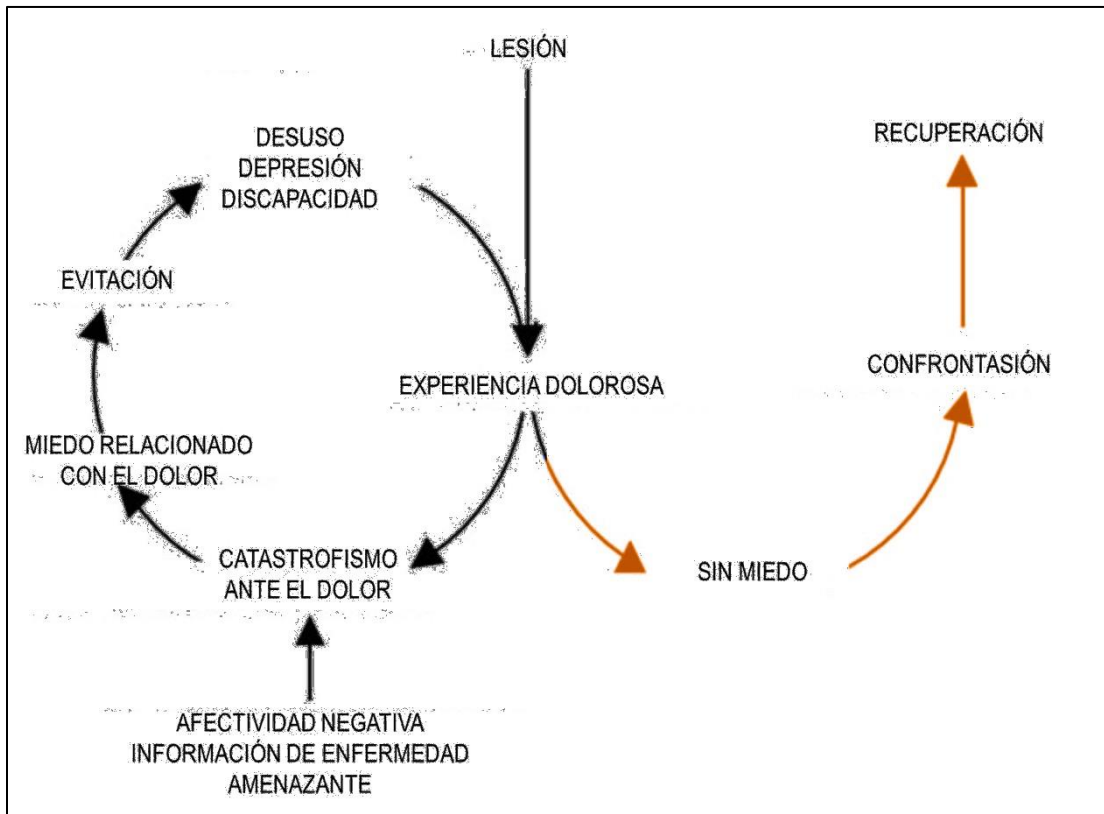 LESIÓN
DESUSO
DEPRESIÓN
DISCAPACIDAD
RECUPERACIÓN
EVITACIÓN
EXPERIENCIA DOLOROSA
CONFRONTASIÓN
MIEDO RELACIONADO
CON EL DOLOR
CATASTROFISMO
ANTE EL DOLOR
SIN MIEDO
AFECTIVIDAD NEGATIVA
INFORMACIÓN DE ENFERMEDAD
AMENAZANTE